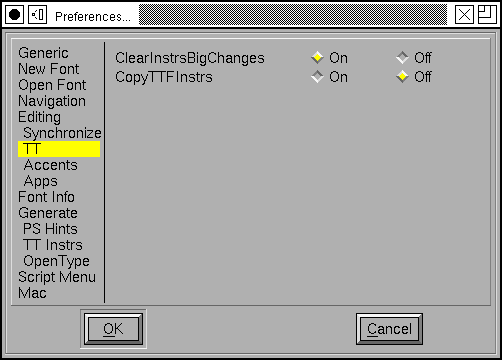 Preferences...
Generic
New Font
Open Font
Navigation
Editing
Synchronize
TT
Accents
Apps
Font Info
Generate
PS Hints
TT Instrs
OpenType
Script Menu
Mac
ClearInstrsBigChanges On Off
CopyTTFInstrs On Off
OK Cancel